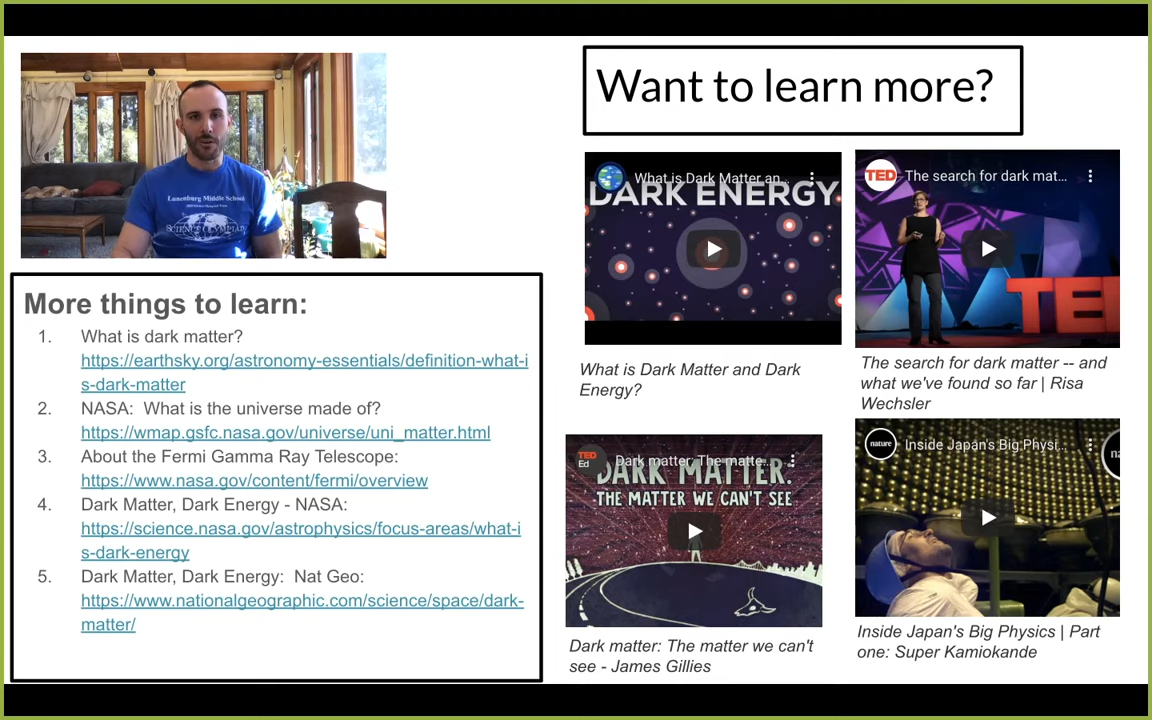 Want to learn more?
Lunenburg Middle School
SCIENCE OLYMPIAD
More things to learn:
1. What is dark matter?
https://earthsky.org/astronomy-essentials/definition-what-i
s-dark-matter
2. NASA: What is the universe made of?
https://wmap.gsfc.nasa.gov/universe/uni_matter.html
3. About the Fermi Gamma Ray Telescope:
https://www.nasa.gov/content/fermi/overview
4. Dark Matter, Dark Energy - NASA:
https://science.nasa.gov/astrophysics/focus-areas/what-i
s-dark-energy
5. Dark Matter, Dark Energy: Nat Geo:
https://www.nationalgeographic.com/science/space/dark-
matter/
What is Dark Matter an...
DARK ENERGY
What is Dark Matter and Dark
Energy?
TED
The search for dark mat...
TED
The search for dark matter -- and
what we've found so far | Risa
Wechsler
TED
Ed
Dark matter: The matte...
DARK MATTER:
THE MATTER WE CAN'T SEE
Dark matter: The matter we can't
see - James Gillies
nature
Inside Japan's Big Physi...
na
Inside Japan's Big Physics | Part
one: Super Kamiokande